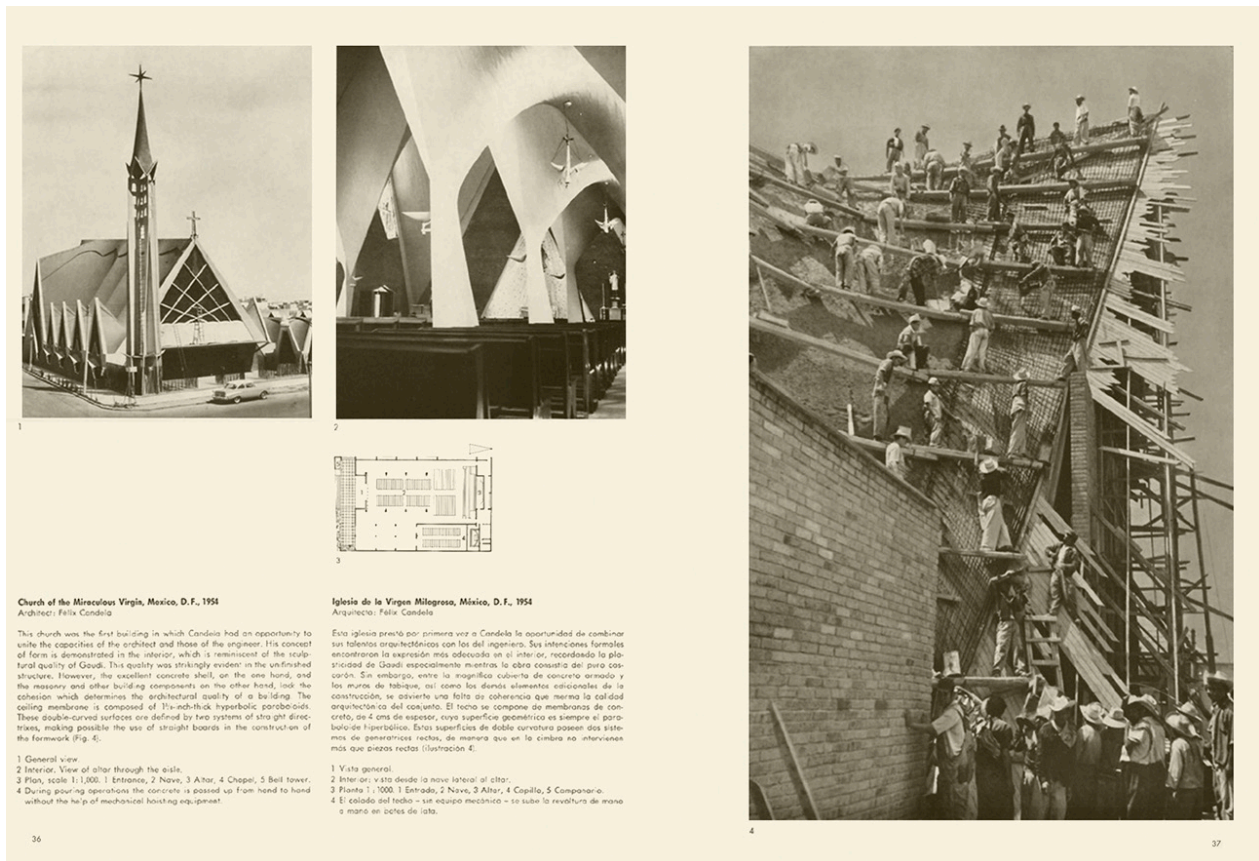 1
2
3
Church of the Miraculous Virgin, Mexico, D. F., 1954
Architect: Félix Candela
This church was the first building in which Candela had an opportunity to
unite the capacities of the architect and those of the engineer. His concept
of form is demonstrated in the interior, which is reminiscent of the sculp-
tural quality of Gaudi. This quality was strikingly evident in the unfinished
structure. However, the excellent concrete shell, on the one hand, and
the masonry and other building components on the other hand, lack the
cohesion which determines the architectural quality of a building. The
ceiling membrane is composed of hyperbolic paraboloids.
These double-curved surfaces are defined by two systems of straight direc-
trixes, making possible the use of straight boards in the construction of
the formwork (Fig. 4).
1 General view.
2 Interior. View of altar through the aisle.
3 Plan, scale 1:1,000. 1 Entrance, 2 Nave, 3 Altar, 4 Chapel, 5 Bell tower.
4 During pouring operations the concrete is passed up from hand to hand
without the help of mechanical hoisting equipment.
36
Iglesia de la Virgen Milagrosa, México, D. F., 1954
Arquitecto: Félix Candela
Esta iglesia prestó por primera vez a Candela la oportunidad de combinar
sus talentos arquitectónicos con los del ingeniero. Sus intenciones formales
encontraron la expresión más adecuada en el interior, recordando la pla-
sticidad de Gaudi especialmente mientras la obra consistía del puro cas-
carón. Sin embargo, entre la magnífica cubierta de concreto armado y
los muros de tabique, así como los demás elementos adicionales de la
construcción, se advierte una falta de coherencia que merma la calidad
arquitectónica del conjunto. El techo se compone de membranas de con-
creto, de 4 cms de espesor, cuya superficie geométrica es siempre el para-
boloide hiperbólico. Estas superficies de doble curvatura poseen dos siste-
mas de generatrices rectas, de manera que en la cimbra no intervienen
más que piezas rectas (ilustración 4).
1 Vista general.
2 Interior: vista desde la nave lateral al altar.
3 Planta 1 : 1000. 1 Entrada, 2 Nave, 3 Altar, 4 Capilla, 5 Campanario.
4 El colado del techo – sin equipo mecánico – se sube la revoltura de mano
a mano en botes de lata.
4
37